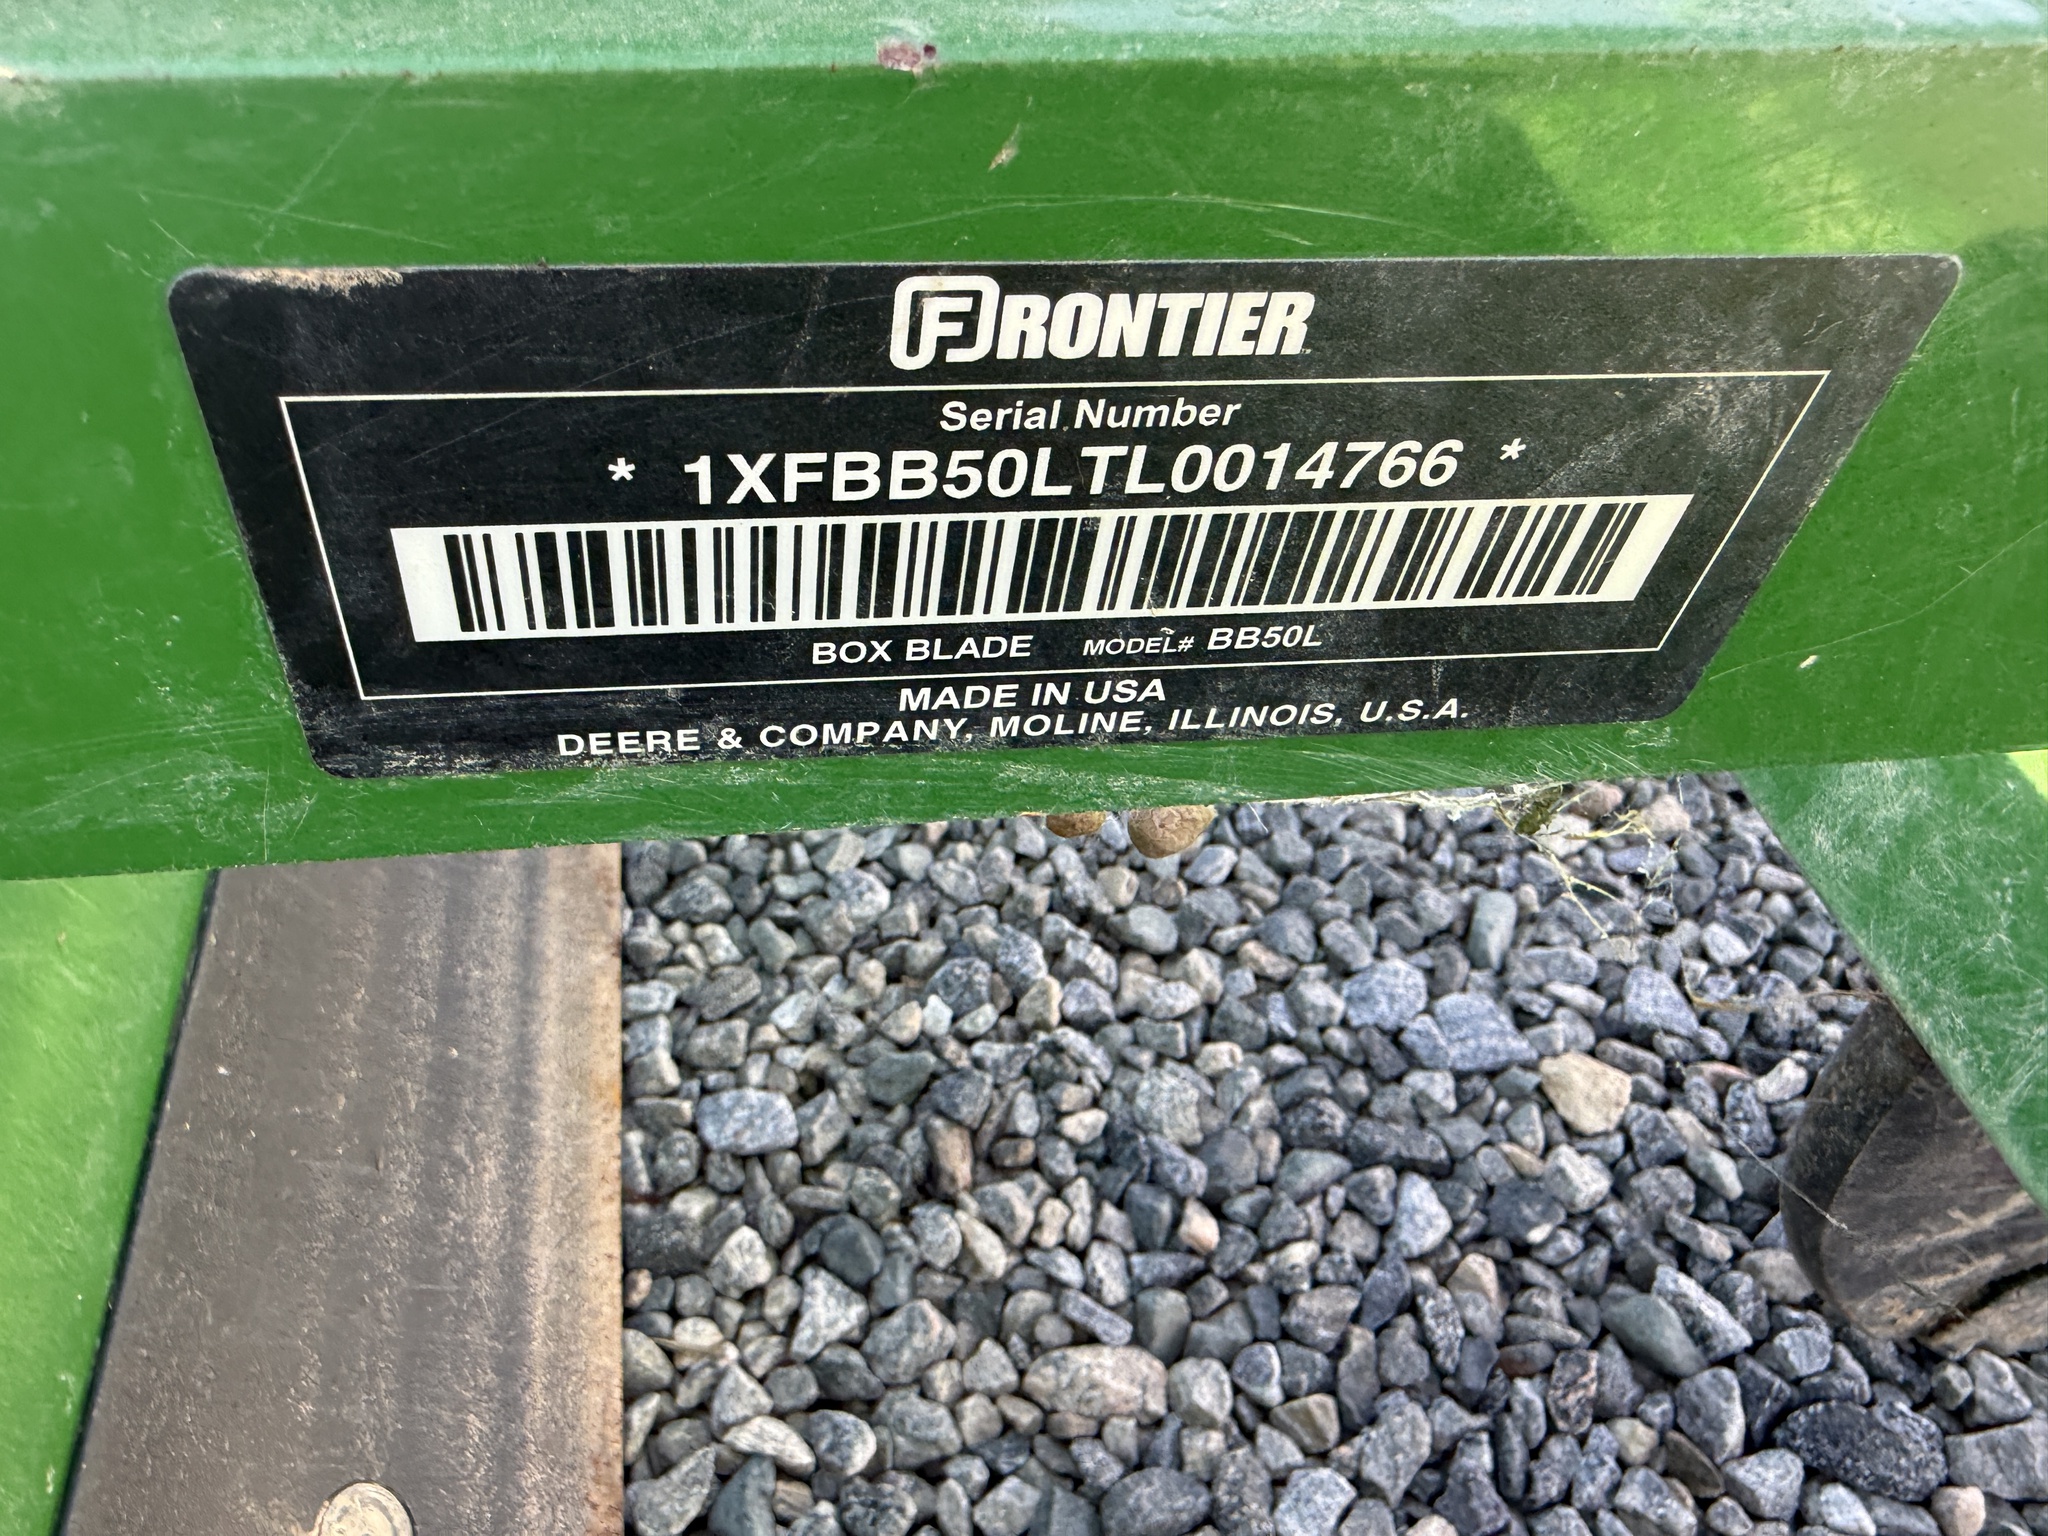 FRONTIER
Serial Number
* 1XFBB50LTL0014766 *
BOX BLADE MODEL# BB50L
MADE IN USA
DEERE & COMPANY, MOLINE, ILLINOIS, U.S.A.